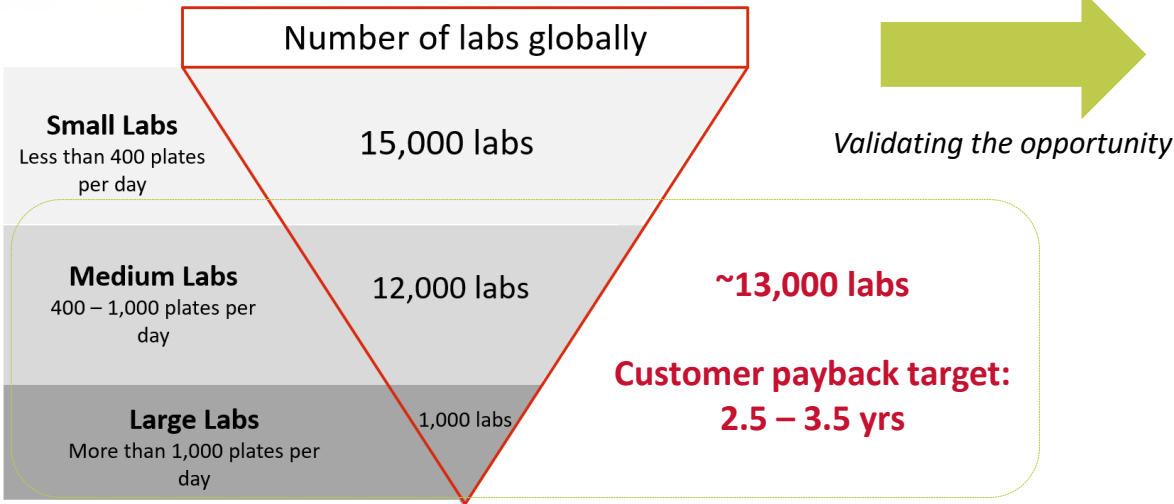 Number of labs globally
Small Labs
Less than 400 plates
per day
15,000 labs
Validating the opportunity
Medium Labs
400 – 1,000 plates per
day
12,000 labs
~13,000 labs
Customer payback target:
2.5 – 3.5 yrs
Large Labs
More than 1,000 plates per
day
1,000 labs